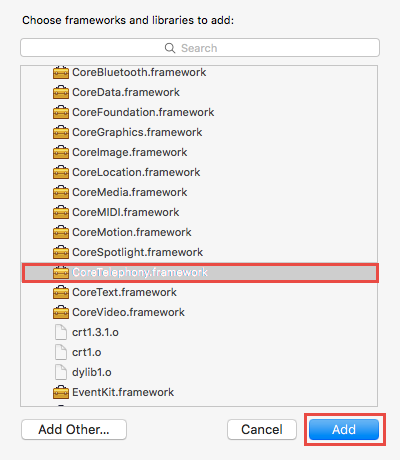 Choose frameworks and libraries to add:
Search
CoreBluetooth.framework
CoreData.framework
CoreFoundation.framework
CoreGraphics.framework
CoreImage.framework
CoreLocation.framework
CoreMedia.framework
CoreMIDI.framework
CoreMotion.framework
CoreSpotlight.framework
CoreTelephony.framework
CoreText.framework
CoreVideo.framework
crt1.3.1.o
crt1.o
dylib1.o
EventKit.framework
Add Other... Cancel Add